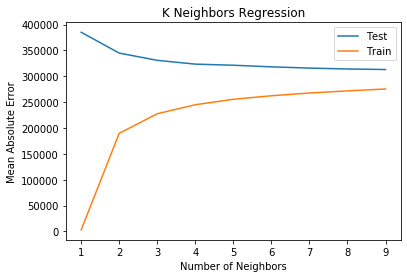 K Neighbors Regression
400000
350000
300000
250000
200000
150000
100000
50000
0
Mean Absolute Error
Test
Train
1 2 3 4 5 6 7 8 9
Number of Neighbors